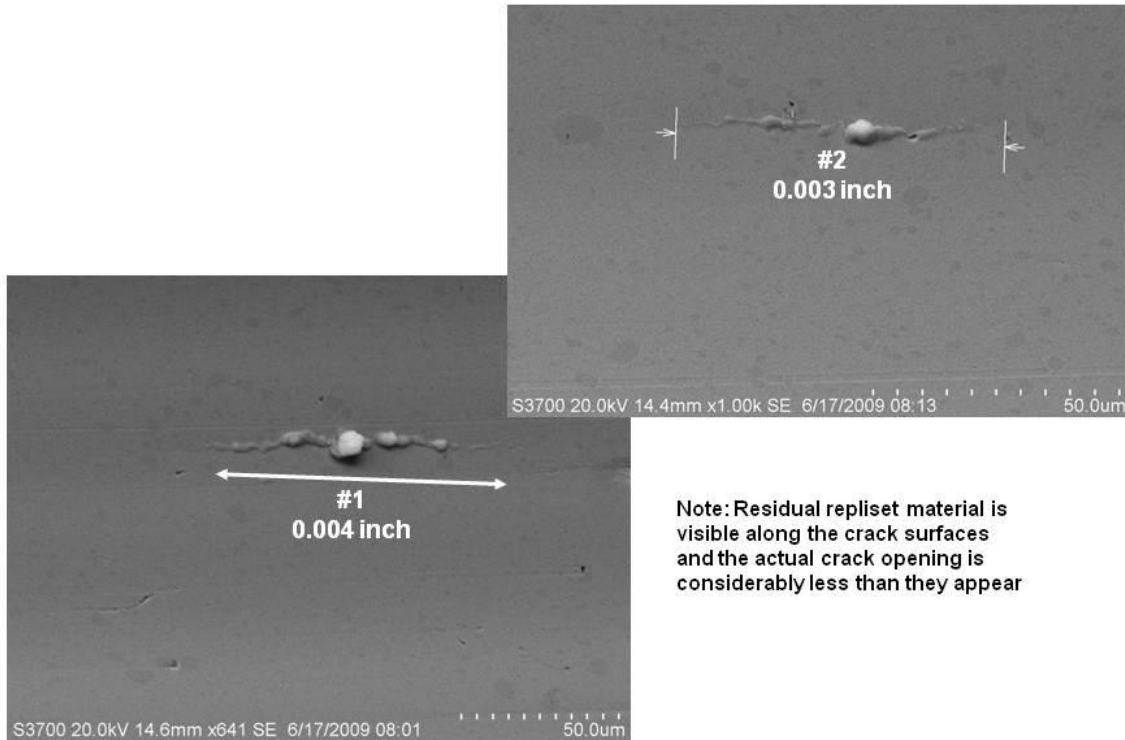 #2
0.003 inch
S3700 20.0kV 14.4mm x1.00k SE 6/17/2009 08:13 50.0um
#1
0.004 inch
Note: Residual repliset material is
visible along the crack surfaces
and the actual crack opening is
considerably less than they appear
S3700 20.0kV 14.6mm x641 SE 6/17/2009 08:01 50.0um